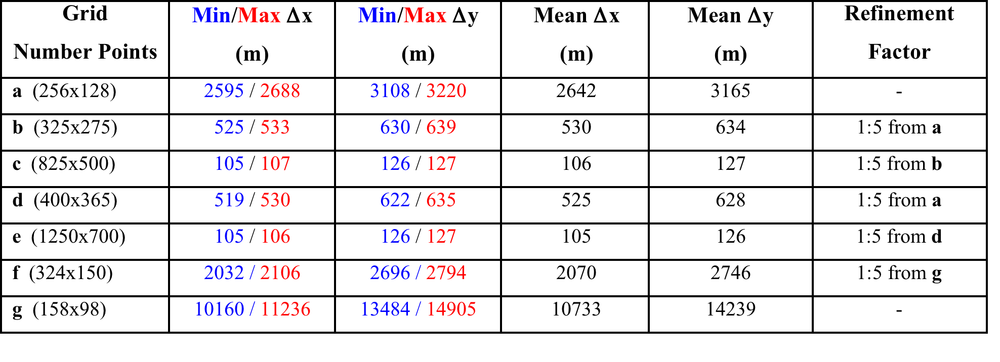 Grid Number Points Min/Max Δx (m) Min/Max Δy (m) Mean Δx (m) Mean Δy (m) Refinement Factor
a (256x128) 2595 / 2688 3108 / 3220 2642 3165 -
b (325x275) 525 / 533 630 / 639 530 634 1:5 from a
c (825x500) 105 / 107 126 / 127 106 127 1:5 from b
d (400x365) 519 / 530 622 / 635 525 628 1:5 from a
e (1250x700) 105 / 106 126 / 127 105 126 1:5 from d
f (324x150) 2032 / 2106 2696 / 2794 2070 2746 1:5 from g
g (158x98) 10160 / 11236 13484 / 14905 10733 14239 -